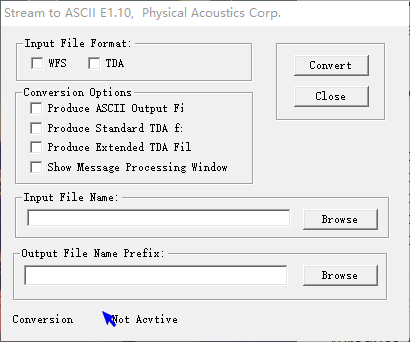 Stream to ASCII E1.10, Physical Acoustics Corp.
Input File Format:
WFS
TDA
Convert
Close
Conversion Options
Produce ASCII Output Fi
Produce Standard TDA f:
Produce Extended TDA Fil
Show Message Processing Window
Input File Name:
Browse
Output File Name Prefix:
Browse
Conversion Not Acvtive